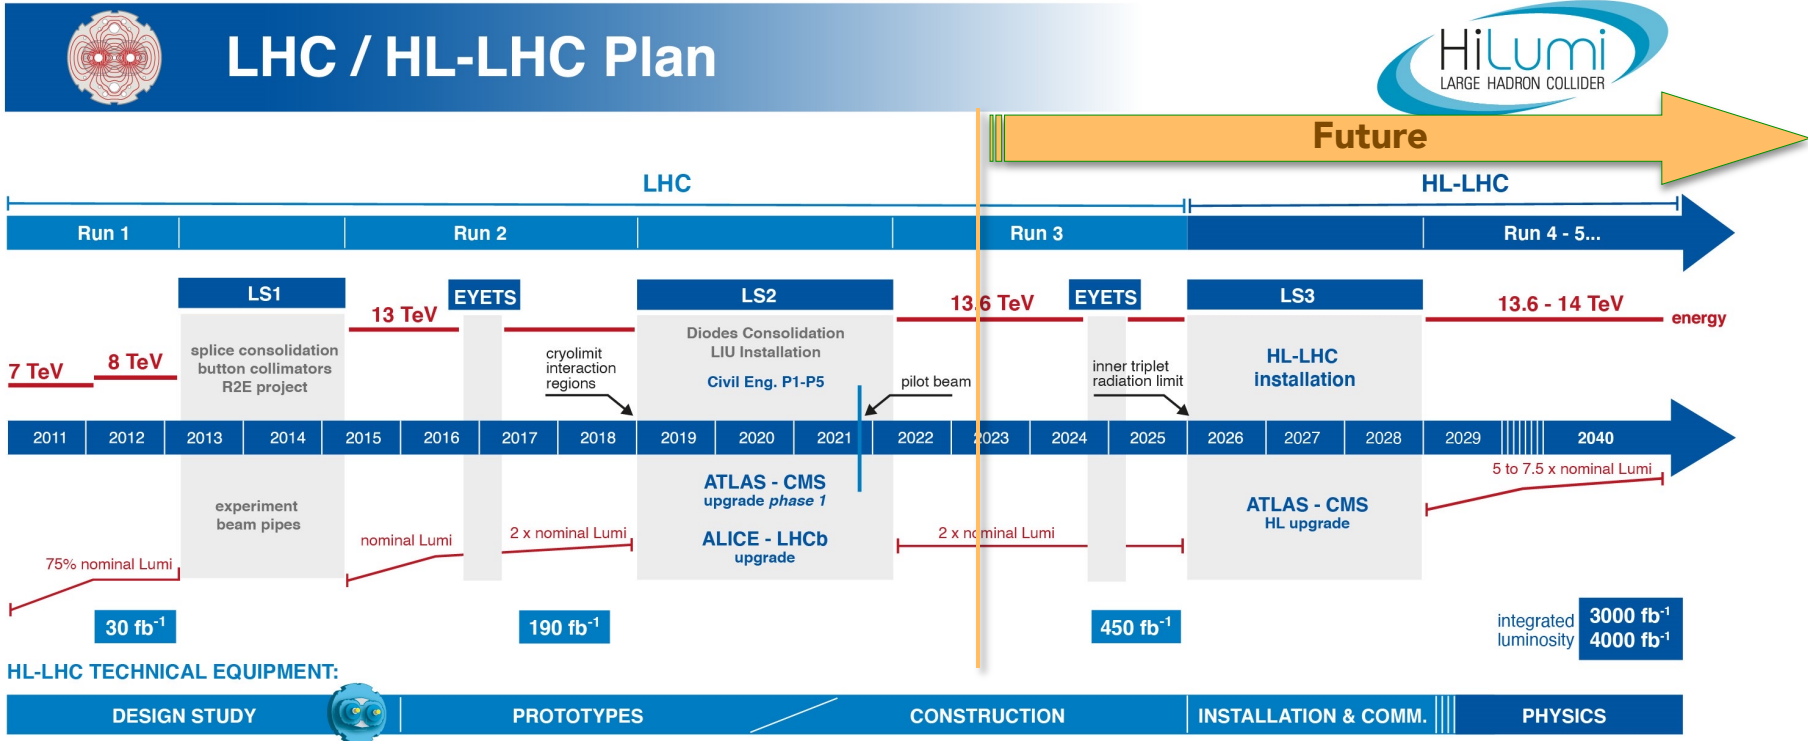 LHC / HL-LHC Plan
HiLumi
LARGE HADRON COLLIDER
Future
LHC
HL-LHC
Run 1
Run 2
Run 3
Run 4 - 5...
LS1
EYETS
LS2
EYETS
LS3
7 TeV
8 TeV
13 TeV
13.6 TeV
13.6 - 14 TeV
energy
splice consolidation
button collimators
R2E project
cryolimit
interaction
regions
Diodes Consolidation
LIU Installation
Civil Eng. P1-P5
pilot beam
inner triplet
radiation limit
HL-LHC
installation
2011 2012 2013 2014 2015 2016 2017 2018 2019 2020 2021 2022 2023 2024 2025 2026 2027 2028 2029 2040
experiment
beam pipes
ATLAS - CMS
upgrade phase 1
ALICE - LHCb
upgrade
ATLAS - CMS
HL upgrade
75% nominal Lumi
nominal Lumi
2 x nominal Lumi
2 x nominal Lumi
5 to 7.5 x nominal Lumi
30 fb⁻¹
190 fb⁻¹
450 fb⁻¹
integrated
luminosity
3000 fb⁻¹
4000 fb⁻¹
HL-LHC TECHNICAL EQUIPMENT:
DESIGN STUDY
PROTOTYPES
CONSTRUCTION
INSTALLATION & COMM.
PHYSICS